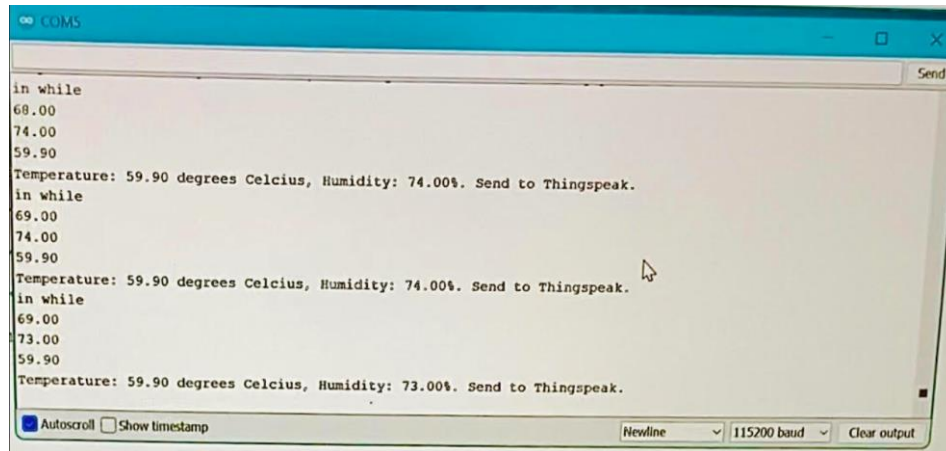 COM5
Send
in while
68.00
74.00
59.90
Temperature: 59.90 degrees Celcius, Humidity: 74.00%. Send to Thingspeak.
in while
69.00
74.00
59.90
Temperature: 59.90 degrees Celcius, Humidity: 74.00%. Send to Thingspeak.
in while
69.00
73.00
59.90
Temperature: 59.90 degrees Celcius, Humidity: 73.00%. Send to Thingspeak.
Autoscroll Show timestamp Newline 115200 baud Clear output